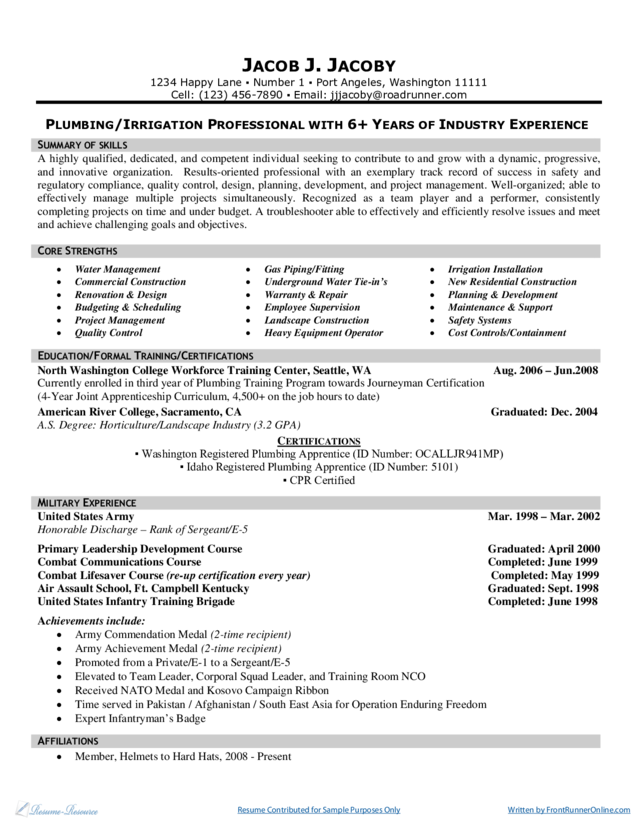 JACOB J. JACOBY
1234 Happy Lane ▪ Number 1 ▪ Port Angeles, Washington 11111
Cell: (123) 456-7890 ▪ Email: jjjacoby@roadrunner.com
PLUMBING/IRRIGATION PROFESSIONAL WITH 6+ YEARS OF INDUSTRY EXPERIENCE
SUMMARY OF SKILLS
A highly qualified, dedicated, and competent individual seeking to contribute to and grow with a dynamic, progressive,
and innovative organization. Results-oriented professional with an exemplary track record of success in safety and
regulatory compliance, quality control, design, planning, development, and project management. Well-organized; able to
effectively manage multiple projects simultaneously. Recognized as a team player and a performer, consistently
completing projects on time and under budget. A troubleshooter able to effectively and efficiently resolve issues and meet
and achieve challenging goals and objectives.
CORE STRENGTHS
• Water Management • Gas Piping/Fitting • Irrigation Installation
• Commercial Construction • Underground Water Tie-in's • New Residential Construction
• Renovation & Design • Warranty & Repair • Planning & Development
• Budgeting & Scheduling • Employee Supervision • Maintenance & Support
• Project Management • Landscape Construction • Safety Systems
• Quality Control • Heavy Equipment Operator • Cost Controls/Containment
EDUCATION/FORMAL TRAINING/CERTIFICATIONS
North Washington College Workforce Training Center, Seattle, WA Aug. 2006 – Jun.2008
Currently enrolled in third year of Plumbing Training Program towards Journeyman Certification
(4-Year Joint Apprenticeship Curriculum, 4,500+ on the job hours to date)
American River College, Sacramento, CA Graduated: Dec. 2004
A.S. Degree: Horticulture/Landscape Industry (3.2 GPA)
CERTIFICATIONS
▪ Washington Registered Plumbing Apprentice (ID Number: OCALLJR941MP)
▪ Idaho Registered Plumbing Apprentice (ID Number: 5101)
▪ CPR Certified
MILITARY EXPERIENCE
United States Army Mar. 1998 – Mar. 2002
Honorable Discharge – Rank of Sergeant/E-5
Primary Leadership Development Course Graduated: April 2000
Combat Communications Course Completed: June 1999
Combat Lifesaver Course (re-up certification every year) Completed: May 1999
Air Assault School, Ft. Campbell Kentucky Graduated: Sept. 1998
United States Infantry Training Brigade Completed: June 1998
Achievements include:
• Army Commendation Medal (2-time recipient)
• Army Achievement Medal (2-time recipient)
• Promoted from a Private/E-1 to a Sergeant/E-5
• Elevated to Team Leader, Corporal Squad Leader, and Training Room NCO
• Received NATO Medal and Kosovo Campaign Ribbon
• Time served in Pakistan / Afghanistan / South East Asia for Operation Enduring Freedom
• Expert Infantryman's Badge
AFFILIATIONS
• Member, Helmets to Hard Hats, 2008 - Present
Resume-Resource Resume Contributed for Sample Purposes Only Written by FrontRunnerOnline.com